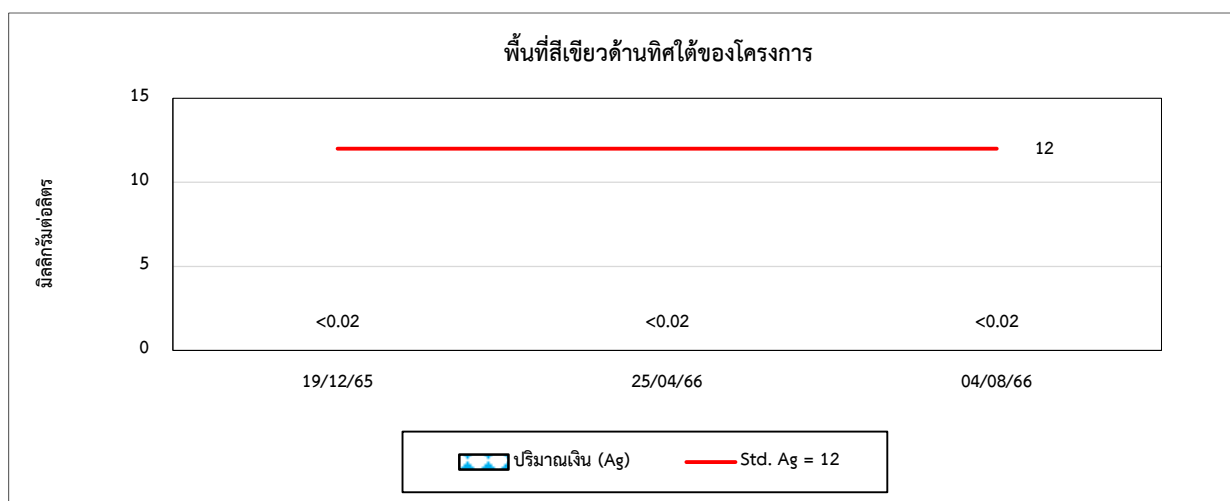 พื้นที่สีเขียวด้านทิศใต้ของโครงการ
15
12
10
มิลลิกรัมต่อลิตร
5
<0.02 <0.02 <0.02
0
19/12/65 25/04/66 04/08/66
ปริมาณเงิน (Ag) Std. Ag = 12